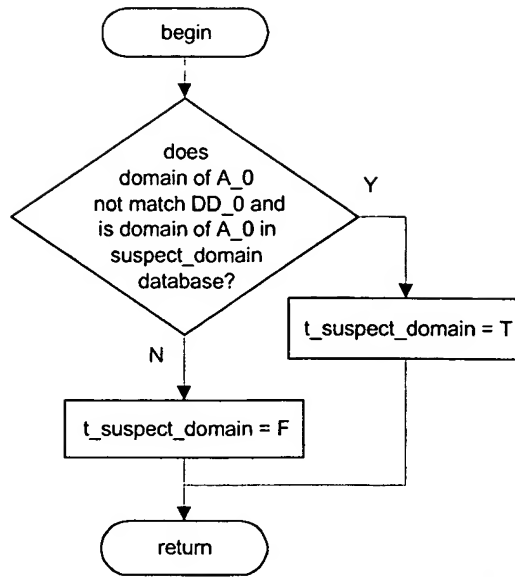 begin
does
domain of A_0
not match DD_0 and
is domain of A_0 in
suspect_domain
database?
Y
t_suspect_domain = T
N
t_suspect_domain = F
return